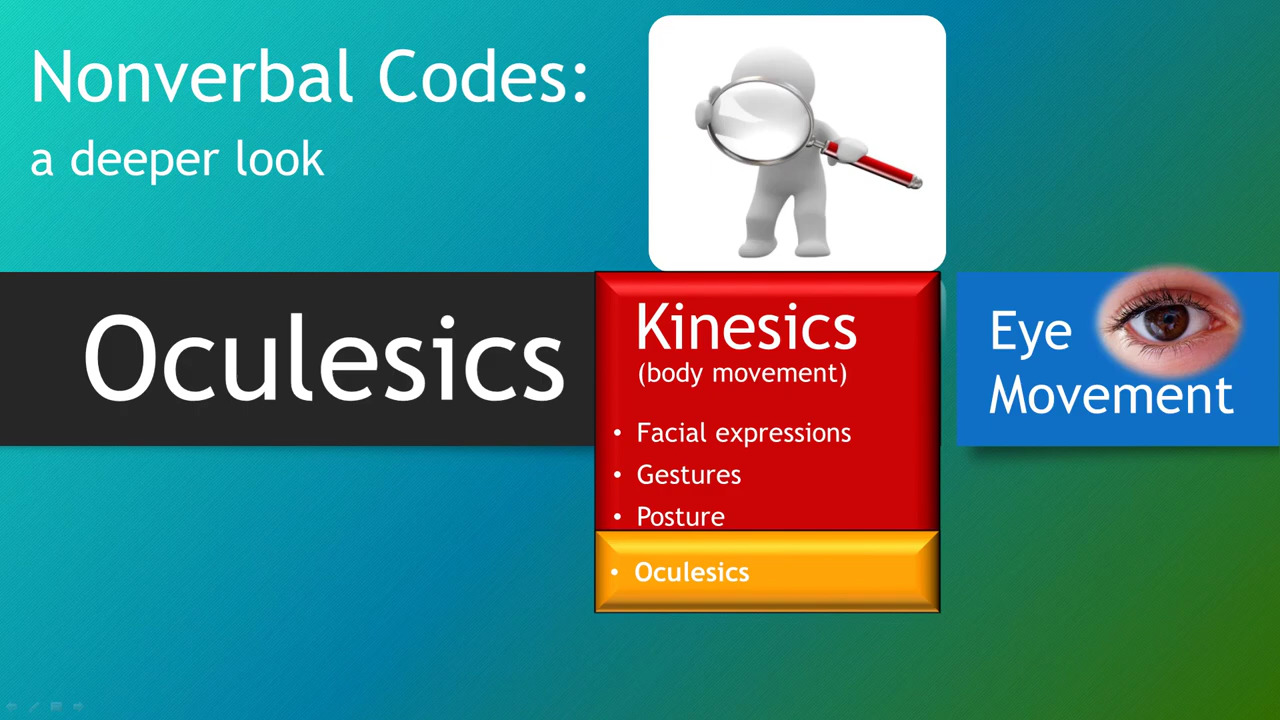 Nonverbal Codes:
a deeper look
Oculesics
Kinesics
(body movement)
• Facial expressions
• Gestures
• Posture
• Oculesics
Eye
Movement